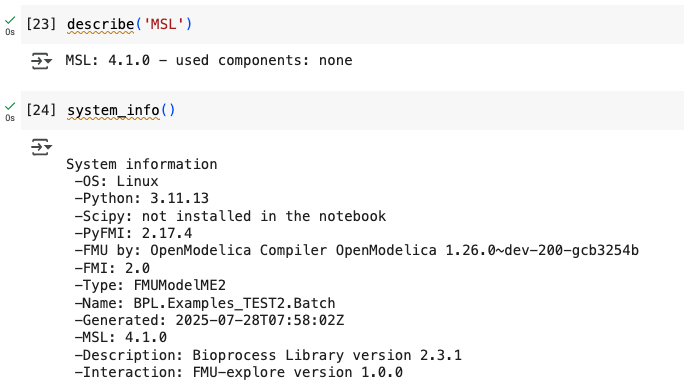 [23] describe('MSL')
0s
MSL: 4.1.0 – used components: none
[24] system_info()
0s
System information
-OS: Linux
-Python: 3.11.13
-Scipy: not installed in the notebook
-PyFMI: 2.17.4
-FMU by: OpenModelica Compiler OpenModelica 1.26.0~dev-200-gcb3254b
-FMI: 2.0
-Type: FMUModelME2
-Name: BPL.Examples_TEST2.Batch
-Generated: 2025-07-28T07:58:02Z
-MSL: 4.1.0
-Description: Bioprocess Library version 2.3.1
-Interaction: FMU-explore version 1.0.0